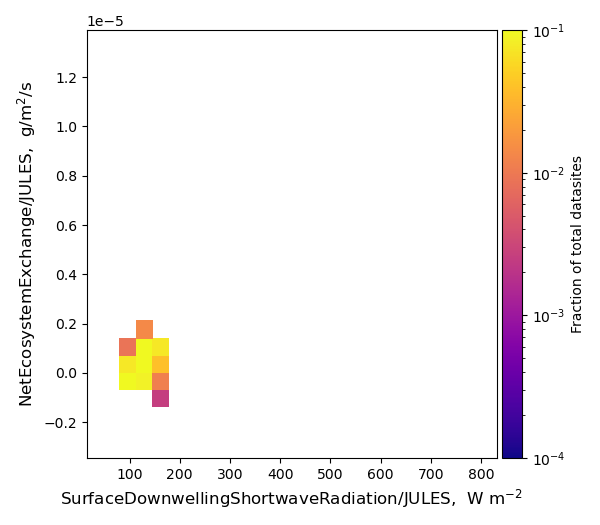 1e−5
1.2
1.0
0.8
0.6
0.4
0.2
0.0
−0.2
100 200 300 400 500 600 700 800
SurfaceDownwellingShortwaveRadiation/JULES, W m⁻²
NetEcosystemExchange/JULES, g/m²/s
10⁻¹
10⁻²
10⁻³
10⁻⁴
Fraction of total datasites